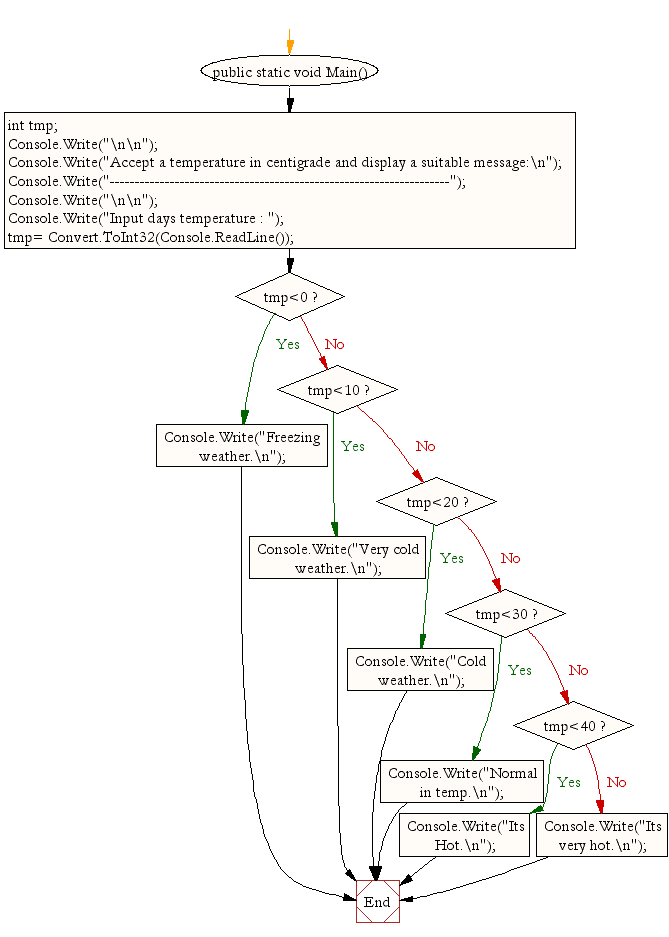 public static void Main()
int tmp;
Console.Write("\n\n");
Console.Write("Accept a temperature in centigrade and display a suitable message:\n");
Console.Write("--------------------------------------------------------------------");
Console.Write("\n\n");
Console.Write("Input days temperature : ");
tmp= Convert.ToInt32(Console.ReadLine());
tmp<0 ?
Yes
No
tmp<10 ?
Console.Write("Freezing
weather.\n");
Yes
No
tmp<20 ?
Console.Write("Very cold
weather.\n");
Yes
No
tmp<30 ?
Console.Write("Cold
weather.\n");
Yes
No
tmp<40 ?
Console.Write("Normal
in temp.\n");
Yes
No
Console.Write("Its
Hot.\n");
Console.Write("Its
very hot.\n");
End